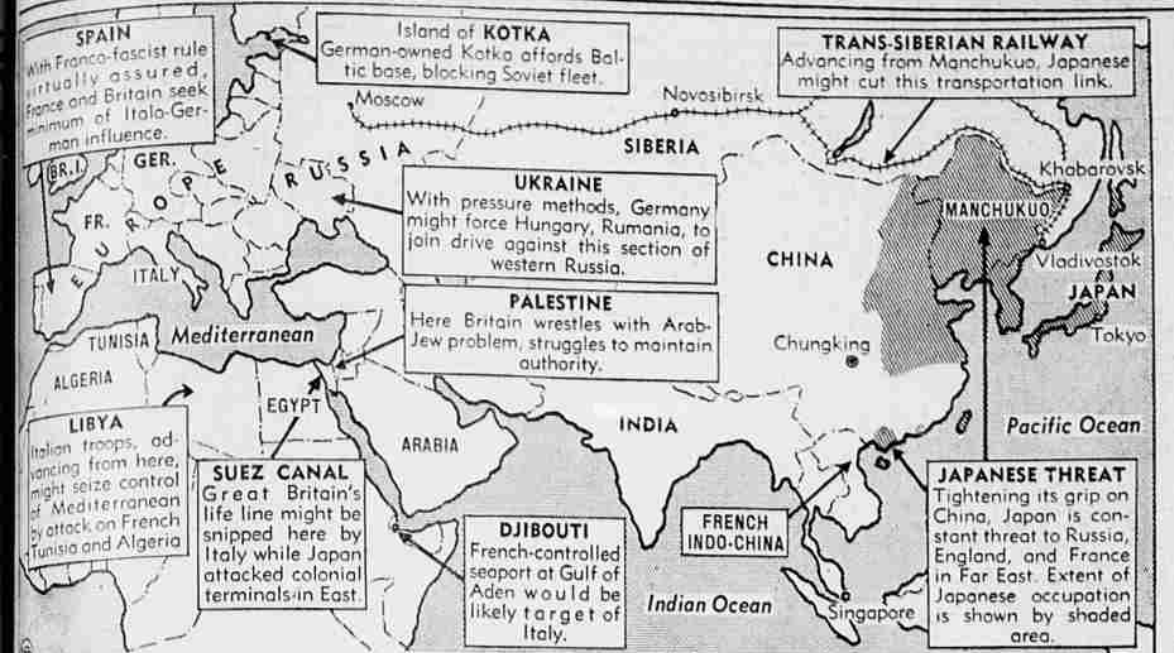 SPAIN
With Franco-fascist rule
virtually assured,
France and Britain seek
minimum of Italo-Ger-
man influence.
Island of KOTKA
German-owned Kotka affords Bal-
tic base, blocking Soviet fleet.
TRANS-SIBERIAN RAILWAY
Advancing from Manchukuo, Japanese
might cut this transportation link.
Moscow
Novosibirsk
SIBERIA
Khabarovsk
BR.I.
GER.
FR.
EUROPE
RUSSIA
ITALY
UKRAINE
With pressure methods, Germany
might force Hungary, Rumania, to
join drive against this section of
western Russia.
MANCHUKUO
CHINA
Vladivostok
JAPAN
Tokyo
Chungking
PALESTINE
Here Britain wrestles with Arab-
Jew problem, struggles to maintain
authority.
TUNISIA
Mediterranean
ALGERIA
EGYPT
ARABIA
INDIA
Pacific Ocean
LIBYA
Italian troops, ad-
vancing from here,
might seize control
of Mediterranean
by attack on French
Tunisia and Algeria
SUEZ CANAL
Great Britain's
life line might be
snipped here by
Italy while Japan
attacked colonial
terminals in East.
DJIBOUTI
French-controlled
seaport at Gulf of
Aden would be
likely target of
Italy.
FRENCH
INDO-CHINA
Indian Ocean
Singapore
JAPANESE THREAT
Tightening its grip on
China, Japan is con-
stant threat to Russia,
England, and France
in Far East. Extent of
Japanese occupation
is shown by shaded
area.